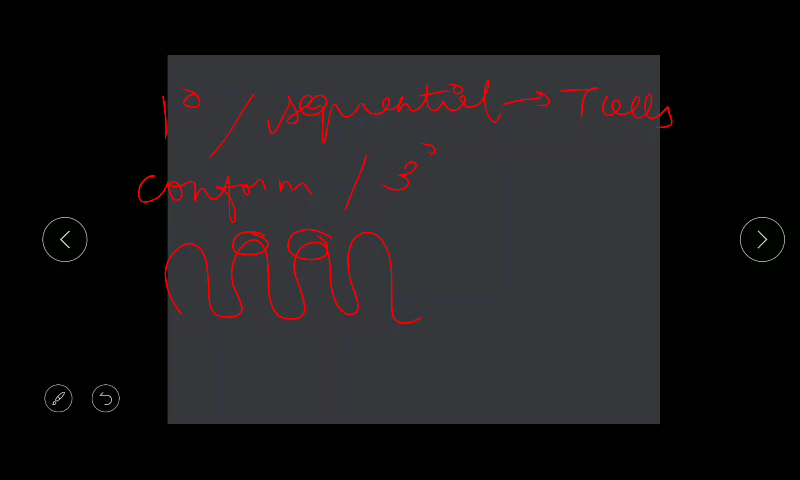 1° / sequential → T cells
Conform / 3°